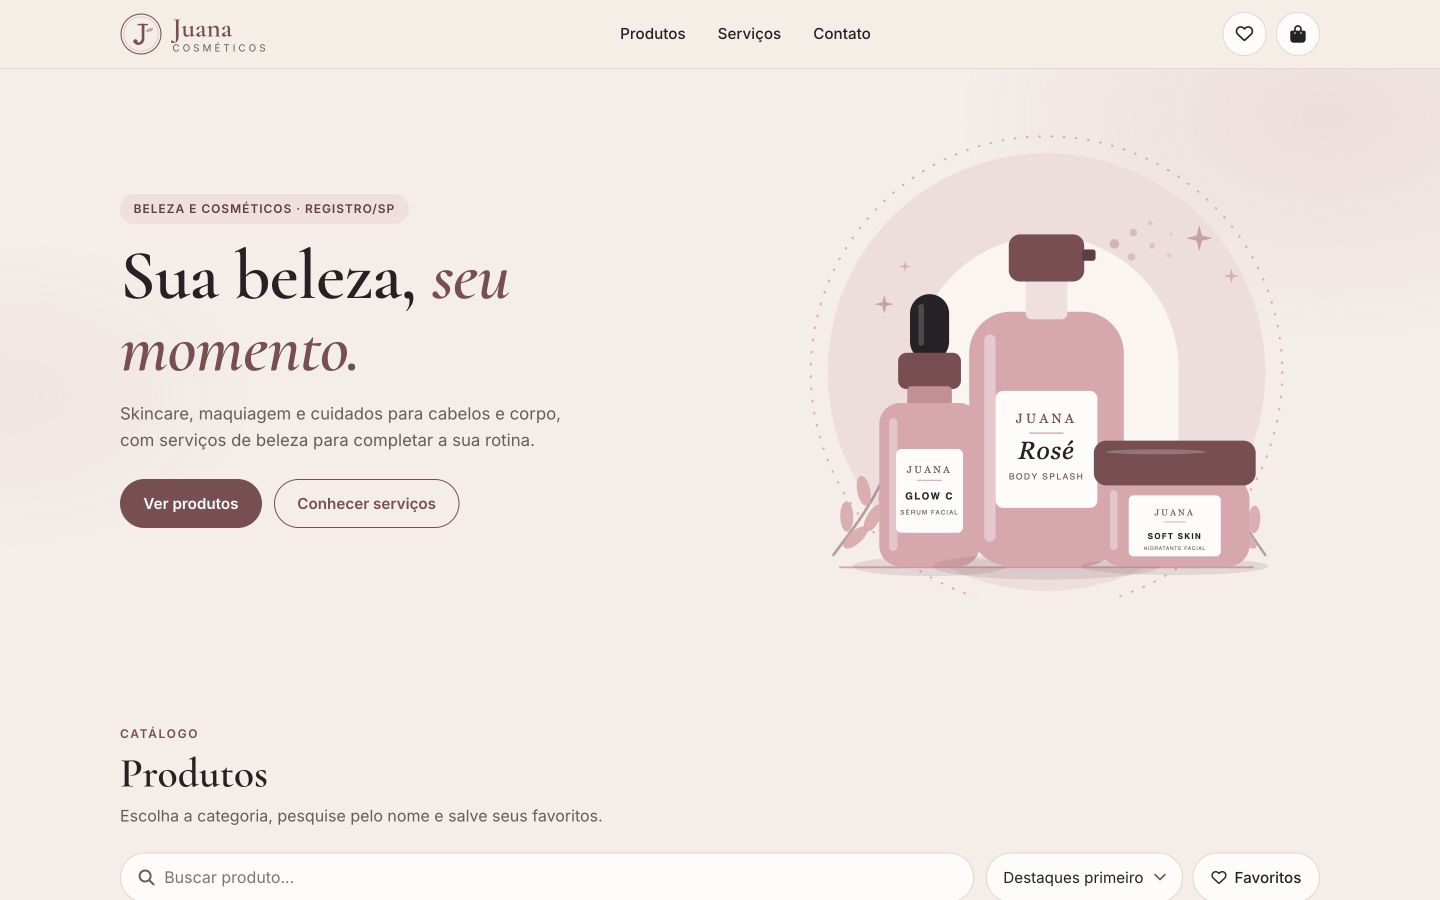 Juana
COSMÉTICOS
Produtos
Serviços
Contato
BELEZA E COSMÉTICOS · REGISTRO/SP
Sua beleza, seu
momento.
Skincare, maquiagem e cuidados para cabelos e corpo,
com serviços de beleza para completar a sua rotina.
Ver produtos
Conhecer serviços
JUANA
GLOW C
SÉRUM FACIAL
JUANA
Rosé
BODY SPLASH
JUANA
SOFT SKIN
HIDRATANTE FACIAL
CATÁLOGO
Produtos
Escolha a categoria, pesquise pelo nome e salve seus favoritos.
Buscar produto...
Destaques primeiro
Favoritos